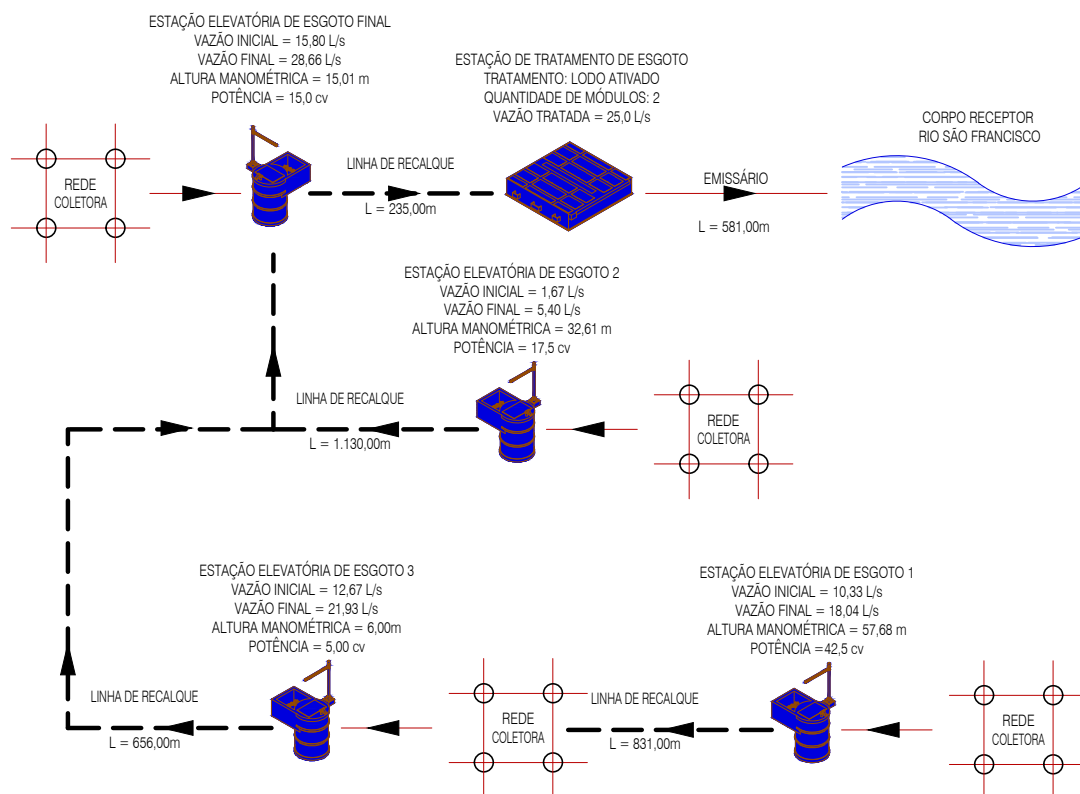 ESTAÇÃO ELEVATÓRIA DE ESGOTO FINAL
VAZÃO INICIAL = 15,80 L/s
VAZÃO FINAL = 28,66 L/s
ALTURA MANOMÉTRICA = 15,01 m
POTÊNCIA = 15,0 cv
ESTAÇÃO DE TRATAMENTO DE ESGOTO
TRATAMENTO: LODO ATIVADO
QUANTIDADE DE MÓDULOS: 2
VAZÃO TRATADA = 25,0 L/s
CORPO RECEPTOR
RIO SÃO FRANCISCO
REDE
COLETORA
LINHA DE RECALQUE
L = 235,00m
EMISSÁRIO
L = 581,00m
ESTAÇÃO ELEVATÓRIA DE ESGOTO 2
VAZÃO INICIAL = 1,67 L/s
VAZÃO FINAL = 5,40 L/s
ALTURA MANOMÉTRICA = 32,61 m
POTÊNCIA = 17,5 cv
LINHA DE RECALQUE
L = 1.130,00m
REDE
COLETORA
ESTAÇÃO ELEVATÓRIA DE ESGOTO 3
VAZÃO INICIAL = 12,67 L/s
VAZÃO FINAL = 21,93 L/s
ALTURA MANOMÉTRICA = 6,00m
POTÊNCIA = 5,00 cv
ESTAÇÃO ELEVATÓRIA DE ESGOTO 1
VAZÃO INICIAL = 10,33 L/s
VAZÃO FINAL = 18,04 L/s
ALTURA MANOMÉTRICA = 57,68 m
POTÊNCIA =42,5 cv
LINHA DE RECALQUE
L = 656,00m
REDE
COLETORA
LINHA DE RECALQUE
L = 831,00m
REDE
COLETORA